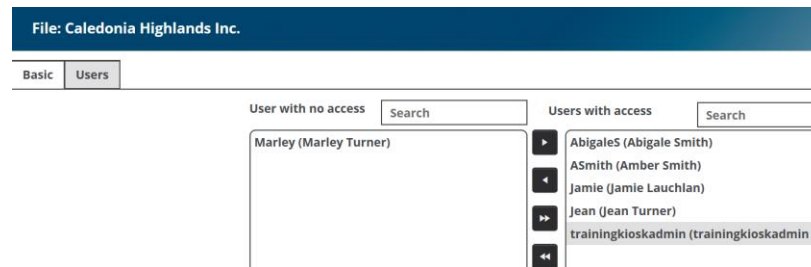 File: Caledonia Highlands Inc.
Basic Users
User with no access Search Users with access Search
Marley (Marley Turner)
AbigaleS (Abigale Smith)
ASmith (Amber Smith)
Jamie (Jamie Lauchlan)
Jean (Jean Turner)
trainingkioskadmin (trainingkioskadmin